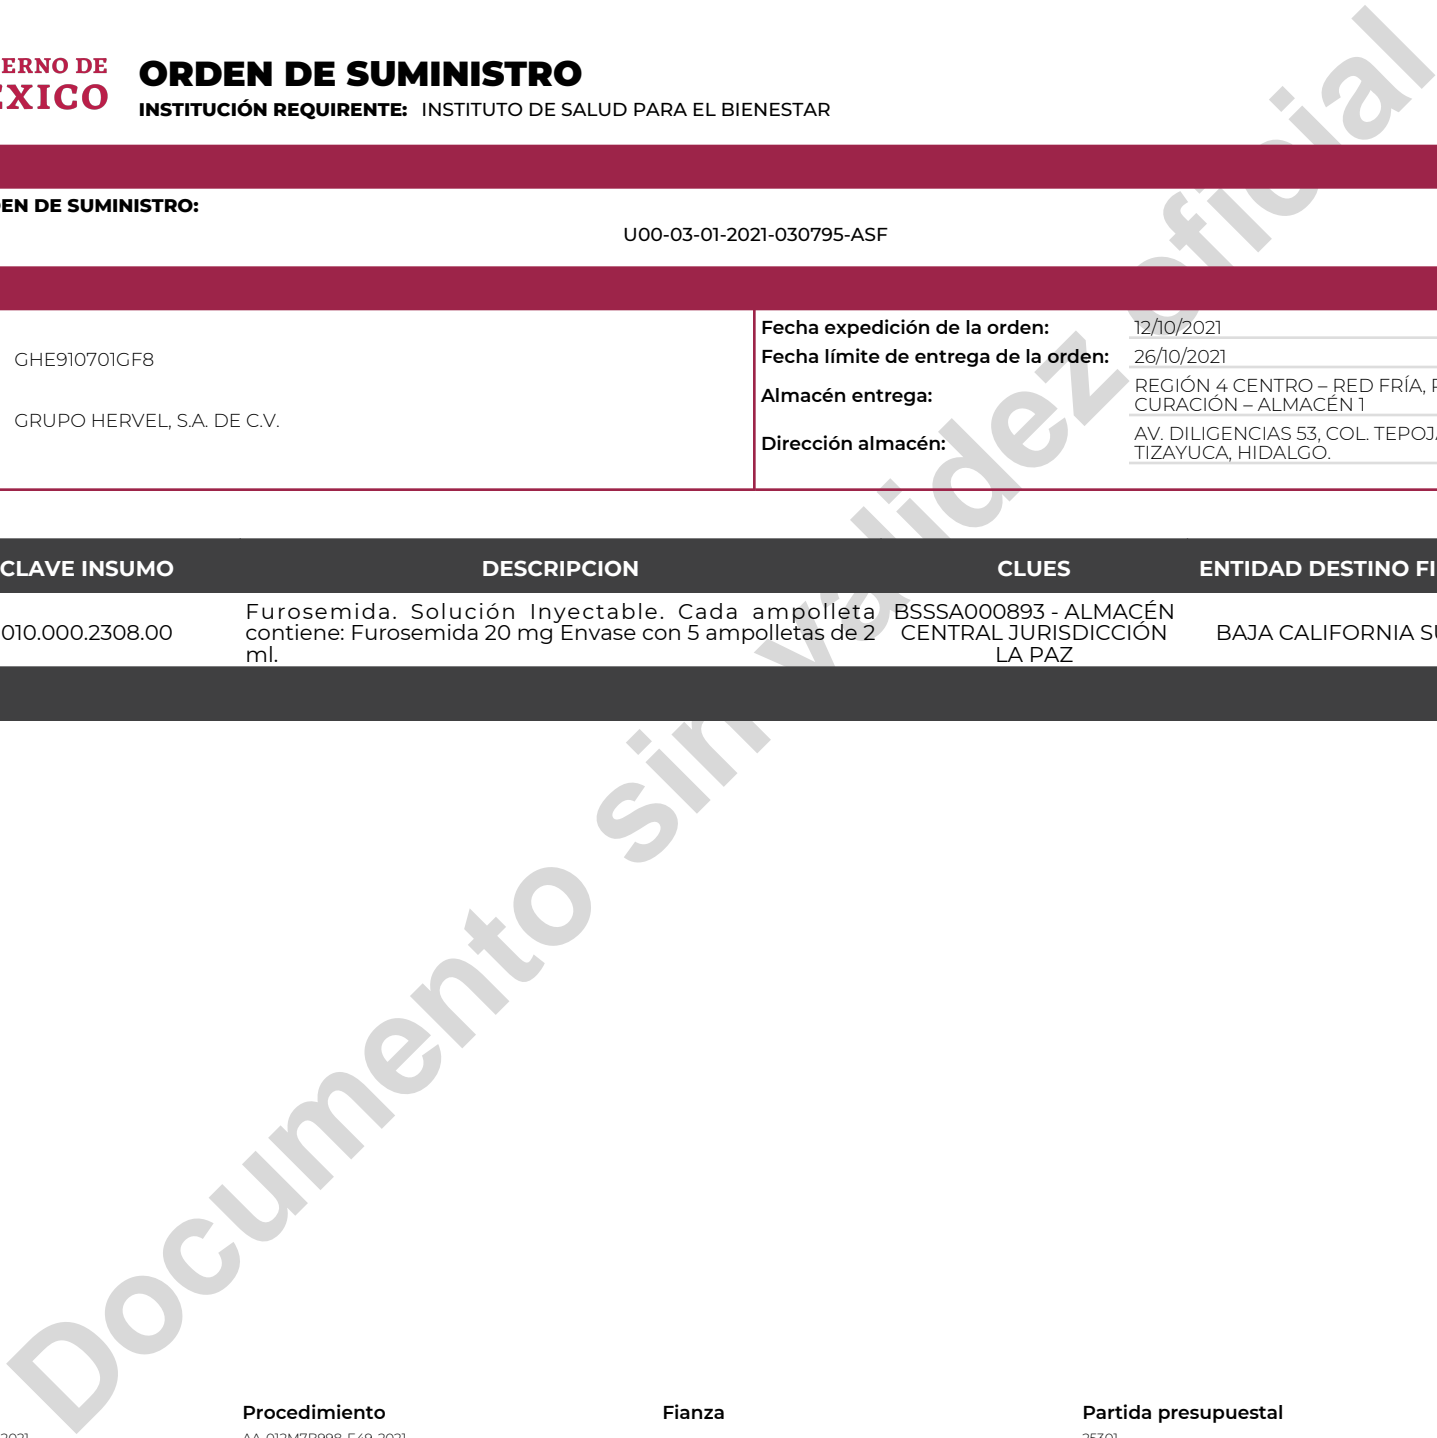 ERNO DE
ORDEN DE SUMINISTRO
INSTITUCIÓN REQUIRENTE: INSTITUTO DE SALUD PARA EL BIENESTAR
DE SUMINISTRO:
U00-03-01-2021-030795-ASF
GHE910701GF8
GRUPO HERVEL, S.A. DE C.V.
Fecha expedición de la orden: 12/10/2021
Fecha límite de entrega de la orden: 26/10/2021
Almacén entrega: REGIÓN 4 CENTRO – RED FRÍA,
CURACIÓN – ALMACÉN 1
Dirección almacén: AV. DILIGENCIAS 53, COL.
TIZAYUCA, HIDALGO.
CLAVE INSUMO DESCRIPCION CLUES ENTIDAD DESTINO
010.000.2308.00
Furosemida. Solución Inyectable. Cada ampolleta
contiene: Furosemida 20 mg Envase con 5 ampolletas de 2
ml.
BSSSA000893 - ALMACÉN
CENTRAL JURISDICCIÓN
LA PAZ
BAJA CALIFORNIA
Documento sin validez oficial
Procedimiento Fianza Partida presupuestal